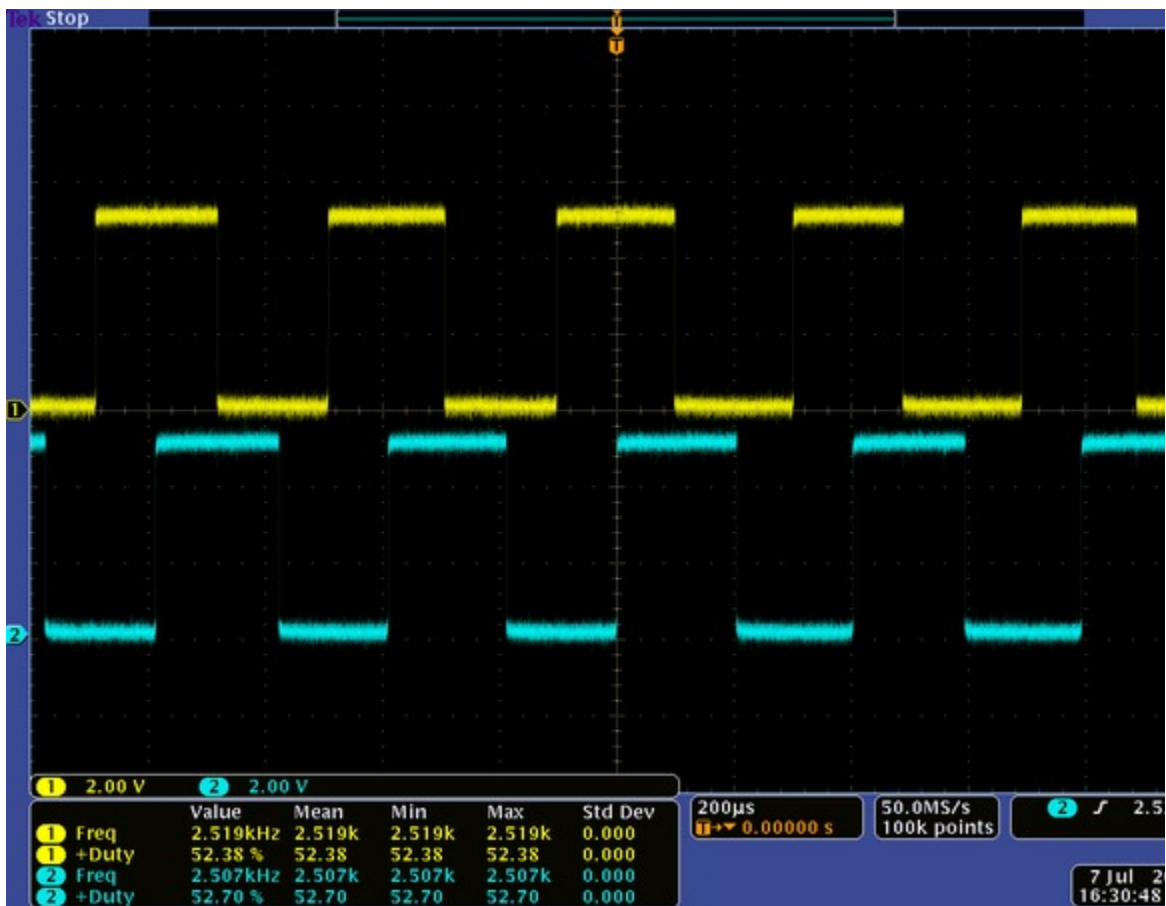 Tek Stop
T
1
2
1 2.00 V 2 2.00 V
Value Mean Min Max Std Dev
1 Freq 2.519kHz 2.519k 2.519k 2.519k 0.000
1 +Duty 52.38 % 52.38 52.38 52.38 0.000
2 Freq 2.507kHz 2.507k 2.507k 2.507k 0.000
2 +Duty 52.70 % 52.70 52.70 52.70 0.000
200µs
T→▼ 0.00000 s
50.0MS/s
100k points
2 ∫ 2.5
7 Jul 2
16:30:48